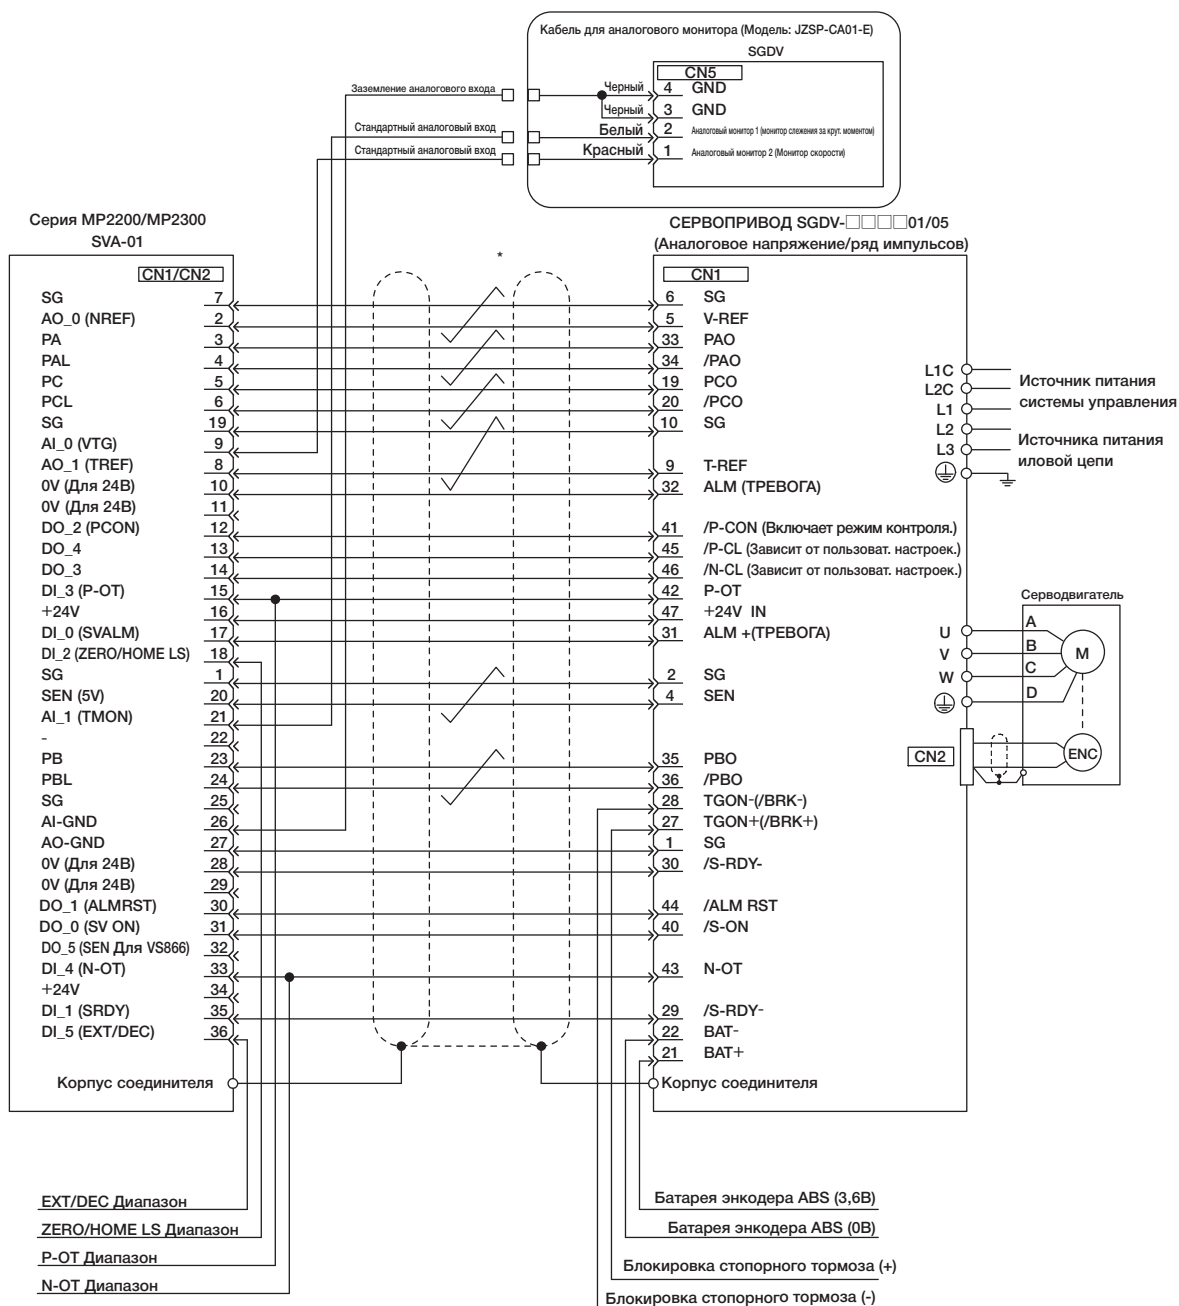 Кабель для аналогового монитора (Модель: JZSP-CA01-E)
SGDV
CN5
Заземление аналогового входа
Черный 4 GND
Черный 3 GND
Стандартный аналоговый вход
Белый 2 Аналоговый монитор 1 (монитор слежения за крут. моментом)
Стандартный аналоговый вход
Красный 1 Аналоговый монитор 2 (Монитор скорости)
Серия MP2200/MP2300
SVA-01
CN1/CN2
SG 7
AO_0 (NREF) 2
PA 3
PAL 4
PC 5
PCL 6
SG 19
AI_0 (VTG) 9
AO_1 (TREF) 8
0V (Для 24В) 10
0V (Для 24В) 11
DO_2 (PCON) 12
DO_4 13
DO_3 14
DI_3 (P-OT) 15
+24V 16
DI_0 (SVALM) 17
DI_2 (ZERO/HOME LS) 18
SG 1
SEN (5V) 20
AI_1 (TMON) 21
- 22
PB 23
PBL 24
SG 25
AI-GND 26
AO-GND 27
0V (Для 24В) 28
0V (Для 24В) 29
DO_1 (ALMRST) 30
DO_0 (SV ON) 31
DO_5 (SEN Для VS866) 32
DI_4 (N-OT) 33
+24V 34
DI_1 (SRDY) 35
DI_5 (EXT/DEC) 36
Корпус соединителя
*
СЕРВОПРИВОД SGDV-□□□□01/05
(Аналоговое напряжение/ряд импульсов)
CN1
6 SG
5 V-REF
33 PAO
34 /PAO
19 PCO
20 /PCO
10 SG
9 T-REF
32 ALM (ТРЕВОГА)
41 /P-CON (Включает режим контроля.)
45 /P-CL (Зависит от пользоват. настроек.)
46 /N-CL (Зависит от пользоват. настроек.)
42 P-OT
47 +24V IN
31 ALM +(ТРЕВОГА)
2 SG
4 SEN
35 PBO
36 /PBO
28 TGON-(/BRK-)
27 TGON+(/BRK+)
1 SG
30 /S-RDY-
44 /ALM RST
40 /S-ON
43 N-OT
29 /S-RDY-
22 BAT-
21 BAT+
Корпус соединителя
L1C
L2C
L1
L2
L3
Источник питания
системы управления
Источника питания
иловой цепи
Серводвигатель
U A
V B
W C
D
M
CN2
ENC
EXT/DEC Диапазон
ZERO/HOME LS Диапазон
P-OT Диапазон
N-OT Диапазон
Батарея энкодера ABS (3,6В)
Батарея энкодера ABS (0В)
Блокировка стопорного тормоза (+)
Блокировка стопорного тормоза (-)